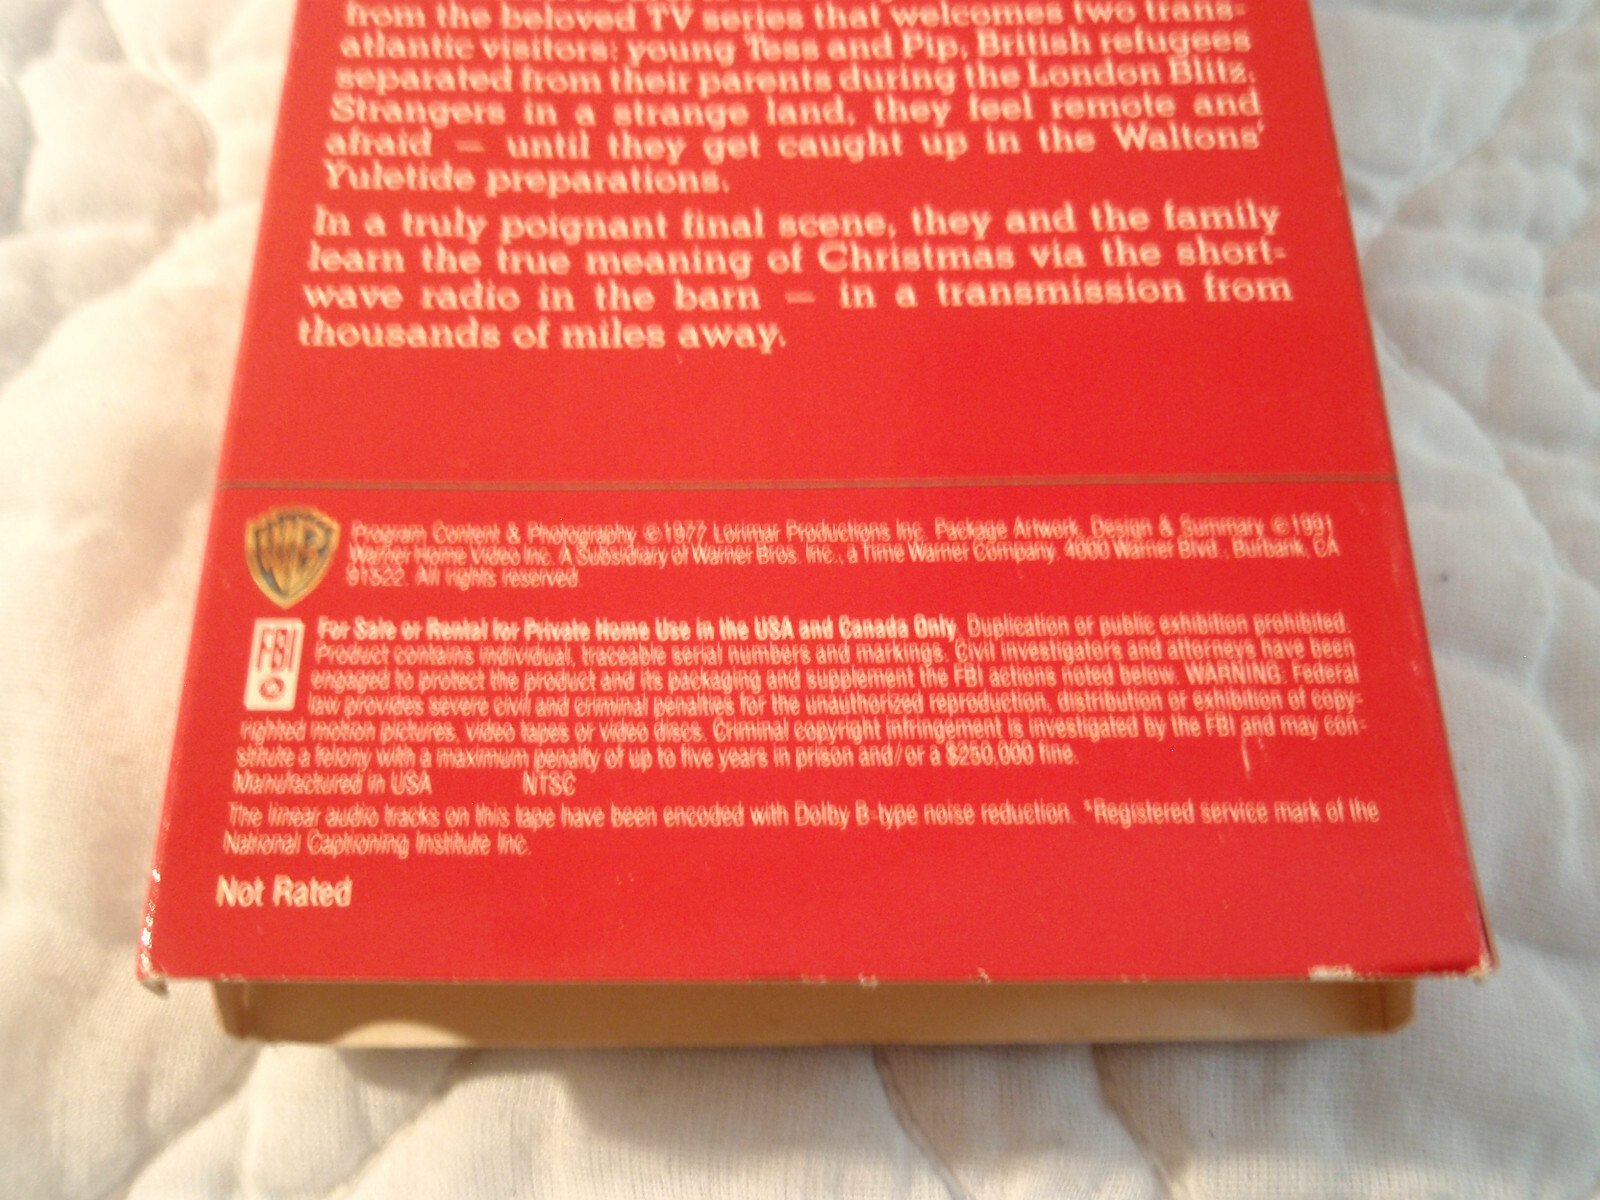 from the beloved TV series that welcomes two trans-
atlantic visitors: young Tess and Pip, British refugees
separated from their parents during the London Blitz.
Strangers in a strange land, they feel remote and
afraid — until they get caught up in the Waltons'
Yuletide preparations.
In a truly poignant final scene, they and the family
learn the true meaning of Christmas via the short-
wave radio in the barn — in a transmission from
thousands of miles away.
WB
Program Content & Photography © 1977 Lorimar Productions Inc. Package Artwork, Design & Summary © 1991
Warner Home Video Inc. A Subsidiary of Warner Bros. Inc., a Time Warner Company. 4000 Warner Blvd., Burbank, CA
91522. All rights reserved.
FBI
For Sale or Rental for Private Home Use in the USA and Canada Only. Duplication or public exhibition prohibited.
Product contains individual, traceable serial numbers and markings. Civil investigators and attorneys have been
engaged to protect the product and its packaging and supplement the FBI actions noted below. WARNING: Federal
law provides severe civil and criminal penalties for the unauthorized reproduction, distribution or exhibition of copy-
righted motion pictures, video tapes or video discs. Criminal copyright infringement is investigated by the FBI and may con-
stitute a felony with a maximum penalty of up to five years in prison and/or a $250,000 fine.
Manufactured in USA NTSC
The linear audio tracks on this tape have been encoded with Dolby B-type noise reduction. *Registered service mark of the
National Captioning Institute Inc.
Not Rated